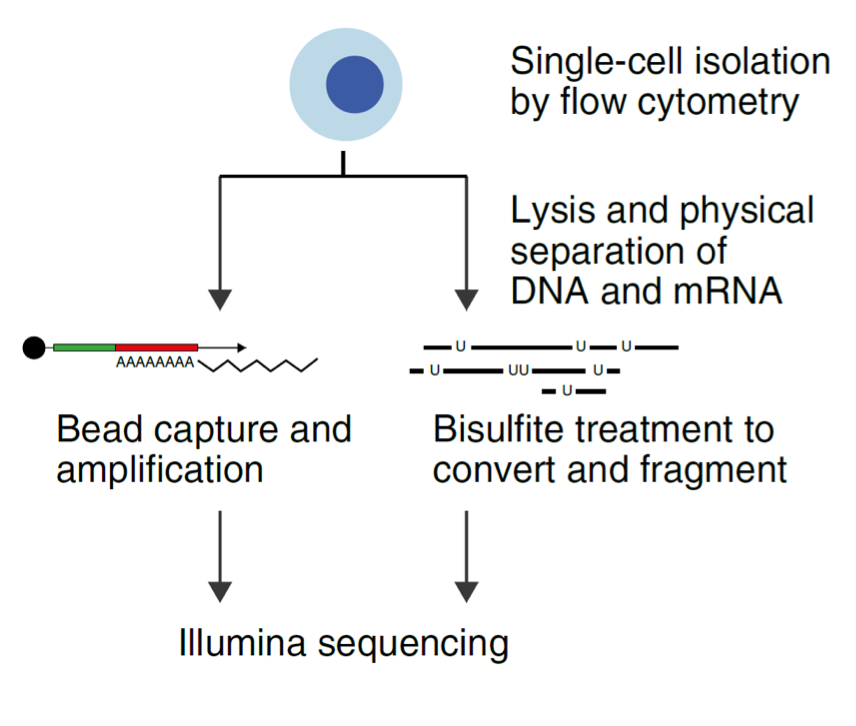 Single-cell isolation
by flow cytometry
Lysis and physical
separation of
DNA and mRNA
AAAAAAAA
U U U
U UU U
U
Bead capture and
amplification
Bisulfite treatment to
convert and fragment
Illumina sequencing